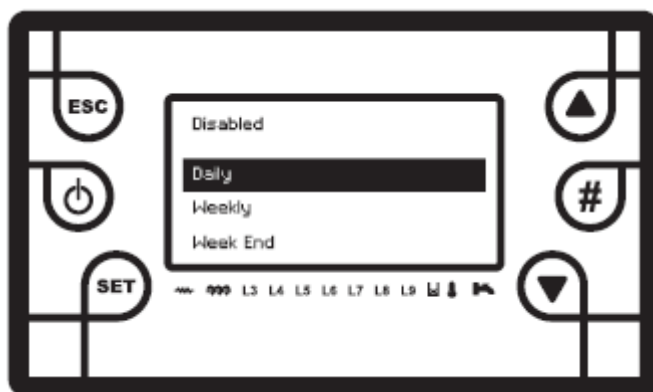 ESC
Disabled
Daily
Weekly
Week End
#
SET
L3 L4 L5 L6 L7 L8 L9